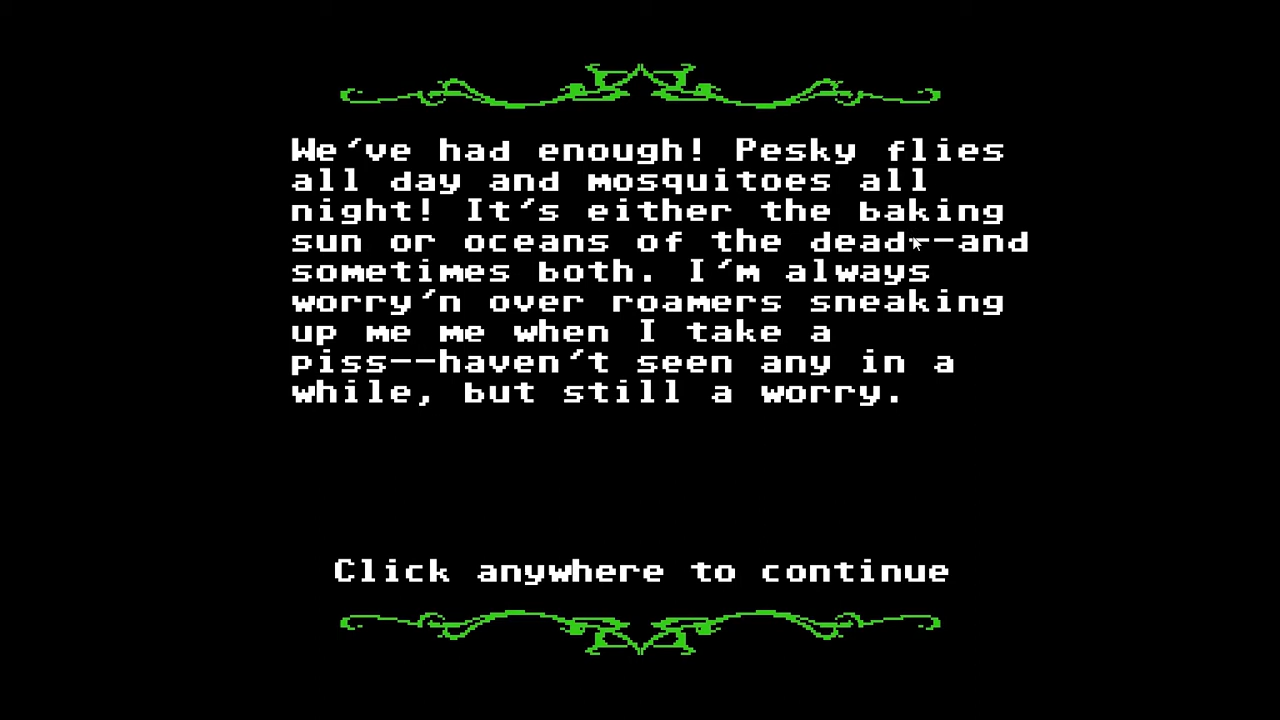 We've had enough! Pesky flies
all day and mosquitoes all
night! It's either the baking
sun or oceans of the dead--and
sometimes both. I'm always
worry'n over roamers sneaking
up me me when I take a
piss--haven't seen any in a
while, but still a worry.
Click anywhere to continue